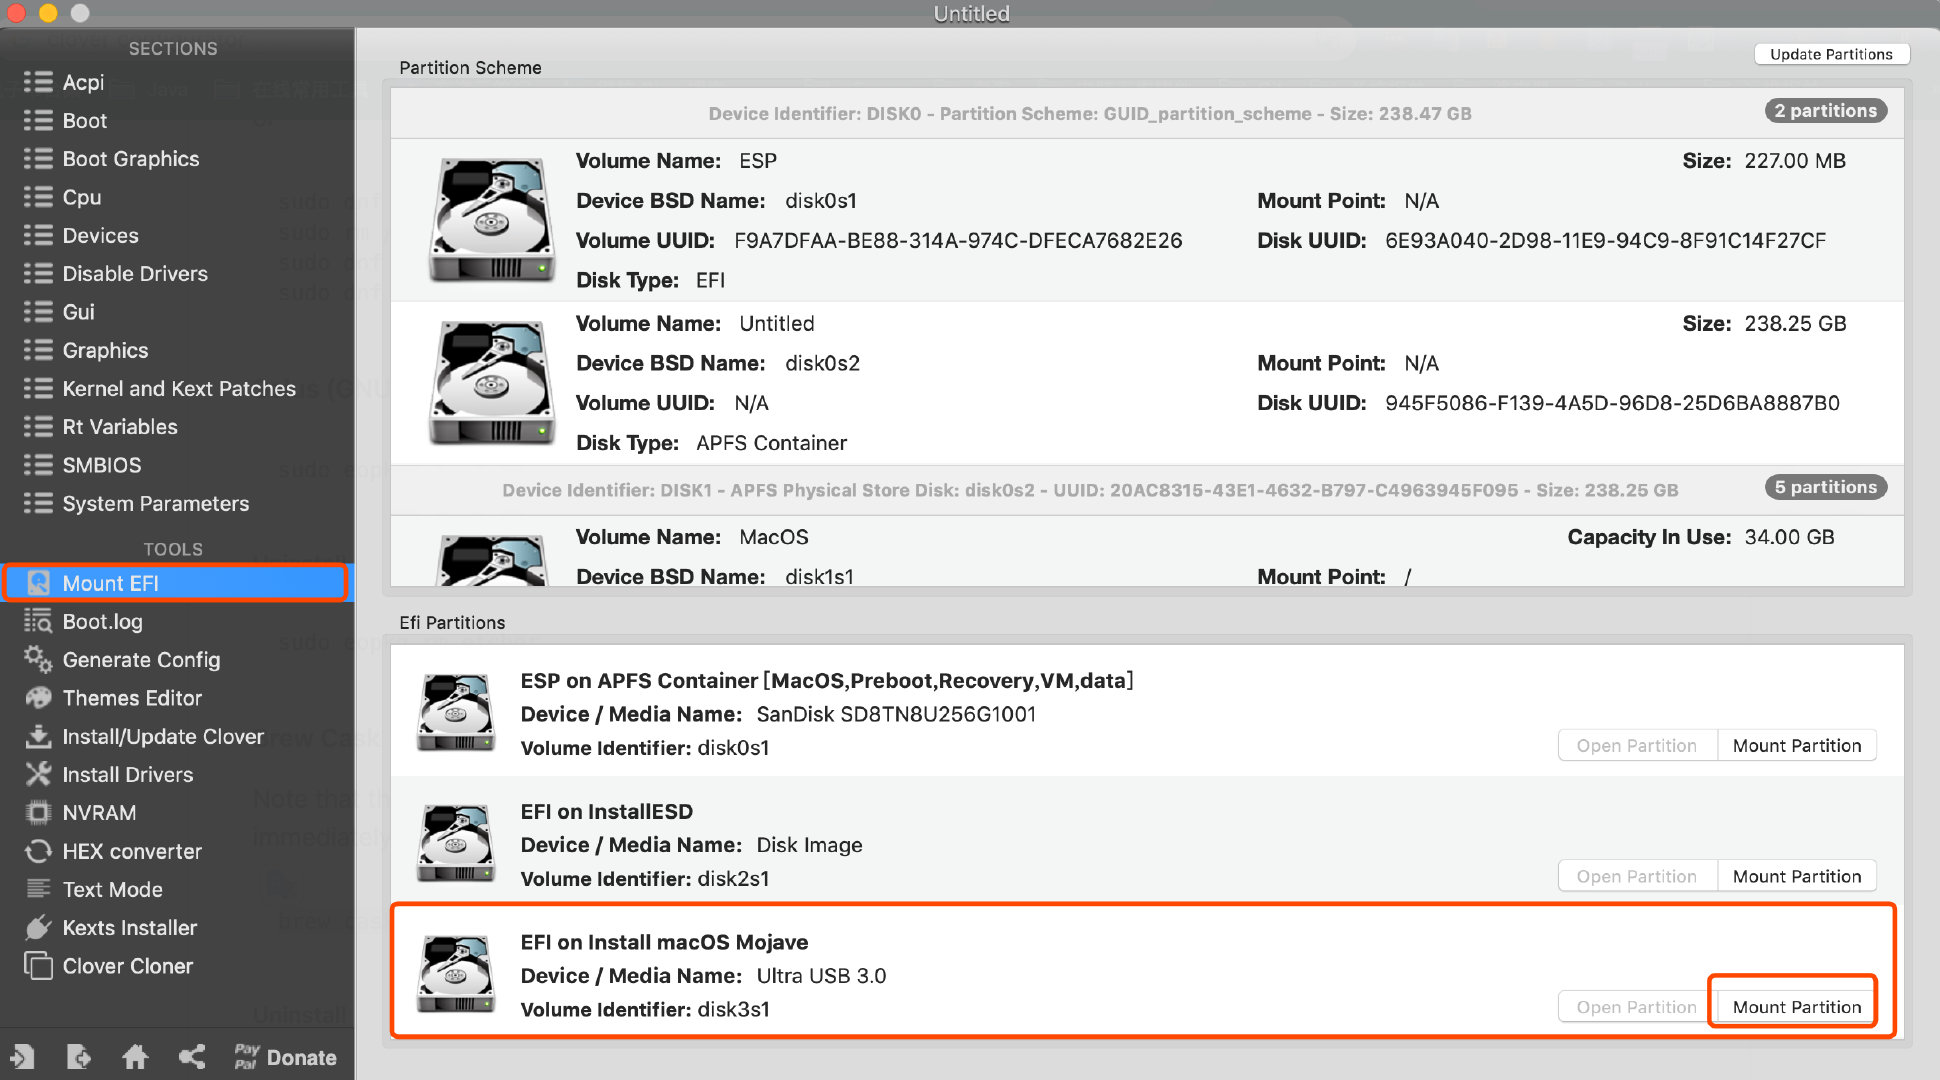 Untitled
SECTIONS
Acpi
Boot
Boot Graphics
Cpu
Devices
Disable Drivers
Gui
Graphics
Kernel and Kext Patches
Rt Variables
SMBIOS
System Parameters
TOOLS
Mount EFI
Boot.log
Generate Config
Themes Editor
Install/Update Clover
Install Drivers
NVRAM
HEX converter
Text Mode
Kexts Installer
Clover Cloner
PayPal Donate
Partition Scheme
Update Partitions
Device Identifier: DISK0 - Partition Scheme: GUID_partition_scheme - Size: 238.47 GB
2 partitions
Volume Name: ESP
Size: 227.00 MB
Device BSD Name: disk0s1
Mount Point: N/A
Volume UUID: F9A7DFAA-BE88-314A-974C-DFECA7682E26
Disk UUID: 6E93A040-2D98-11E9-94C9-8F91C14F27CF
Disk Type: EFI
Volume Name: Untitled
Size: 238.25 GB
Device BSD Name: disk0s2
Mount Point: N/A
Volume UUID: N/A
Disk UUID: 945F5086-F139-4A5D-96D8-25D6BA8887B0
Disk Type: APFS Container
Device Identifier: DISK1 - APFS Physical Store Disk: disk0s2 - UUID: 20AC8315-43E1-4632-B797-C4963945F095 - Size: 238.25 GB
5 partitions
Volume Name: MacOS
Capacity In Use: 34.00 GB
Device BSD Name: disk1s1
Mount Point: /
Efi Partitions
ESP on APFS Container [MacOS,Preboot,Recovery,VM,data]
Device / Media Name: SanDisk SD8TN8U256G1001
Volume Identifier: disk0s1
Open Partition
Mount Partition
EFI on InstallESD
Device / Media Name: Disk Image
Volume Identifier: disk2s1
Open Partition
Mount Partition
EFI on Install macOS Mojave
Device / Media Name: Ultra USB 3.0
Volume Identifier: disk3s1
Open Partition
Mount Partition